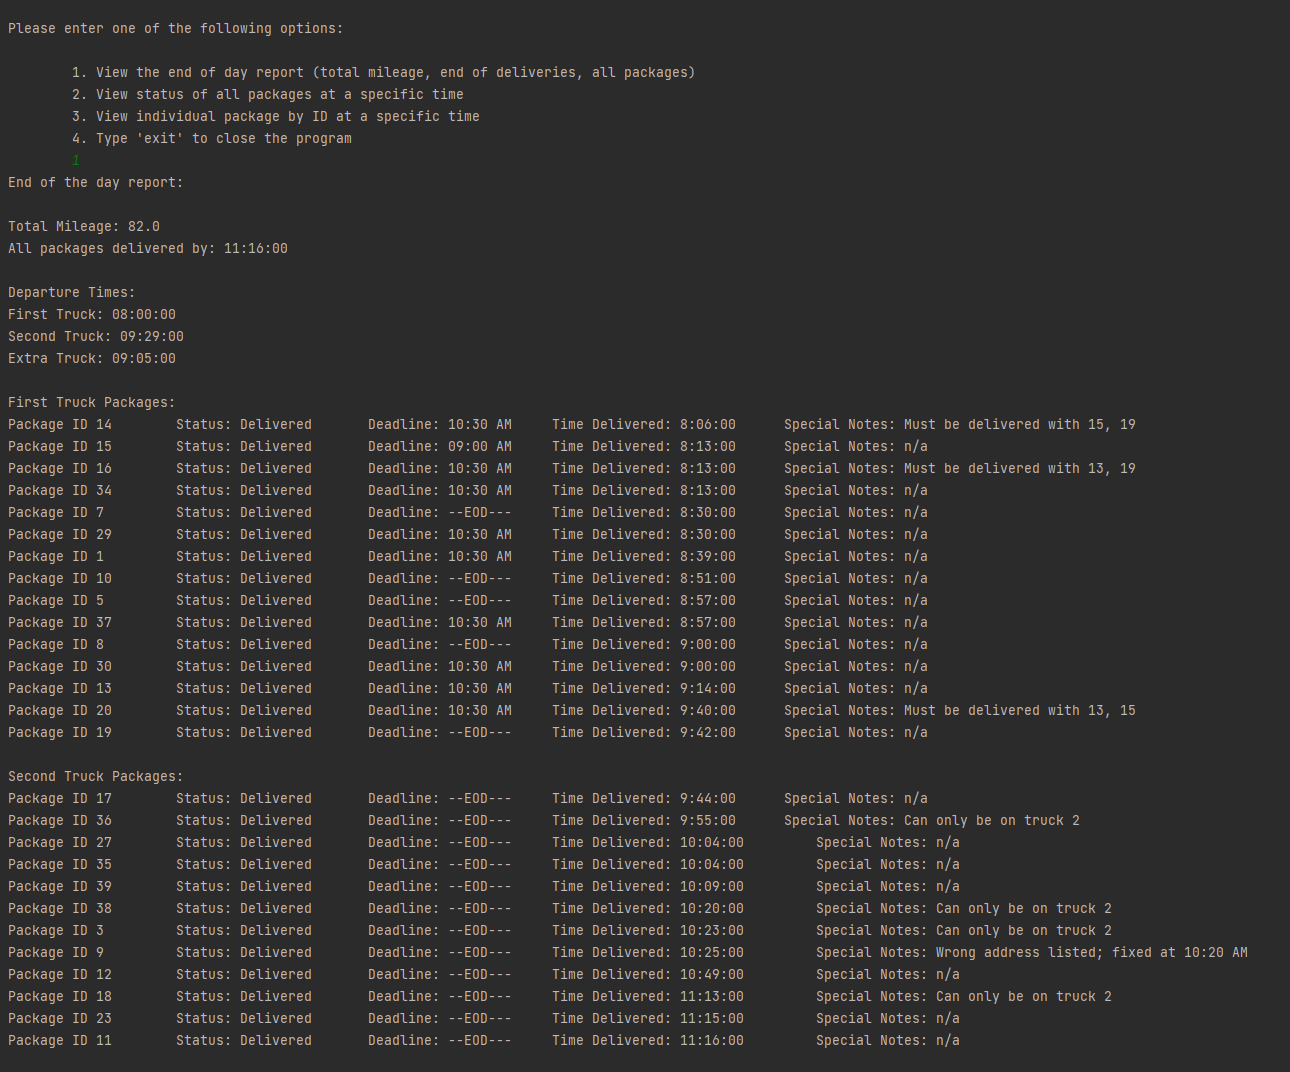 Please enter one of the following options:
1. View the end of day report (total mileage, end of deliveries, all packages)
2. View status of all packages at a specific time
3. View individual package by ID at a specific time
4. Type 'exit' to close the program
1
End of the day report:
Total Mileage: 82.0
All packages delivered by: 11:16:00
Departure Times:
First Truck: 08:00:00
Second Truck: 09:29:00
Extra Truck: 09:05:00
First Truck Packages:
Package ID 14 Status: Delivered Deadline: 10:30 AM Time Delivered: 8:06:00 Special Notes: Must be delivered with 15, 19
Package ID 15 Status: Delivered Deadline: 09:00 AM Time Delivered: 8:13:00 Special Notes: n/a
Package ID 16 Status: Delivered Deadline: 10:30 AM Time Delivered: 8:13:00 Special Notes: Must be delivered with 13, 19
Package ID 34 Status: Delivered Deadline: 10:30 AM Time Delivered: 8:13:00 Special Notes: n/a
Package ID 7 Status: Delivered Deadline: --EOD--- Time Delivered: 8:30:00 Special Notes: n/a
Package ID 29 Status: Delivered Deadline: 10:30 AM Time Delivered: 8:30:00 Special Notes: n/a
Package ID 1 Status: Delivered Deadline: 10:30 AM Time Delivered: 8:39:00 Special Notes: n/a
Package ID 10 Status: Delivered Deadline: --EOD--- Time Delivered: 8:51:00 Special Notes: n/a
Package ID 5 Status: Delivered Deadline: --EOD--- Time Delivered: 8:57:00 Special Notes: n/a
Package ID 37 Status: Delivered Deadline: 10:30 AM Time Delivered: 8:57:00 Special Notes: n/a
Package ID 8 Status: Delivered Deadline: --EOD--- Time Delivered: 9:00:00 Special Notes: n/a
Package ID 30 Status: Delivered Deadline: 10:30 AM Time Delivered: 9:00:00 Special Notes: n/a
Package ID 13 Status: Delivered Deadline: 10:30 AM Time Delivered: 9:14:00 Special Notes: n/a
Package ID 20 Status: Delivered Deadline: 10:30 AM Time Delivered: 9:40:00 Special Notes: Must be delivered with 13, 15
Package ID 19 Status: Delivered Deadline: --EOD--- Time Delivered: 9:42:00 Special Notes: n/a
Second Truck Packages:
Package ID 17 Status: Delivered Deadline: --EOD--- Time Delivered: 9:44:00 Special Notes: n/a
Package ID 36 Status: Delivered Deadline: --EOD--- Time Delivered: 9:55:00 Special Notes: Can only be on truck 2
Package ID 27 Status: Delivered Deadline: --EOD--- Time Delivered: 10:04:00 Special Notes: n/a
Package ID 35 Status: Delivered Deadline: --EOD--- Time Delivered: 10:04:00 Special Notes: n/a
Package ID 39 Status: Delivered Deadline: --EOD--- Time Delivered: 10:09:00 Special Notes: n/a
Package ID 38 Status: Delivered Deadline: --EOD--- Time Delivered: 10:20:00 Special Notes: Can only be on truck 2
Package ID 3 Status: Delivered Deadline: --EOD--- Time Delivered: 10:23:00 Special Notes: Can only be on truck 2
Package ID 9 Status: Delivered Deadline: --EOD--- Time Delivered: 10:25:00 Special Notes: Wrong address listed; fixed at 10:20 AM
Package ID 12 Status: Delivered Deadline: --EOD--- Time Delivered: 10:49:00 Special Notes: n/a
Package ID 18 Status: Delivered Deadline: --EOD--- Time Delivered: 11:13:00 Special Notes: Can only be on truck 2
Package ID 23 Status: Delivered Deadline: --EOD--- Time Delivered: 11:15:00 Special Notes: n/a
Package ID 11 Status: Delivered Deadline: --EOD--- Time Delivered: 11:16:00 Special Notes: n/a